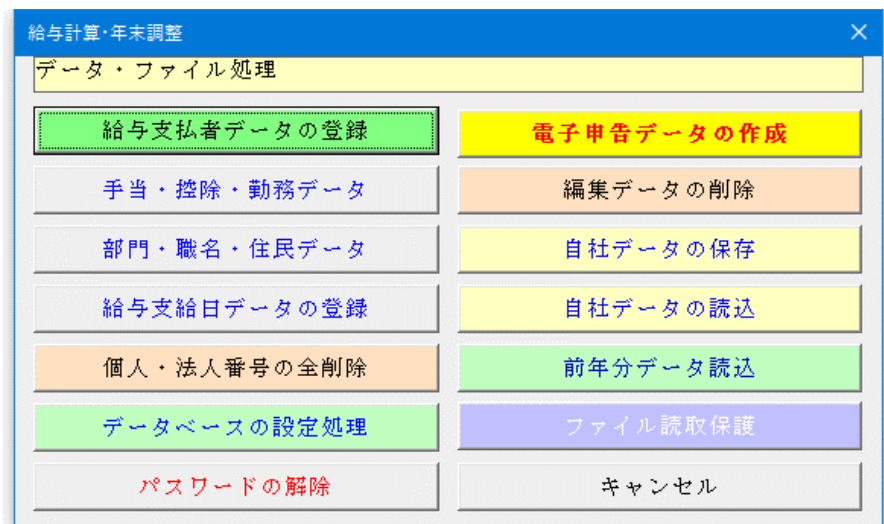 給与計算・年末調整
データ・ファイル処理
給与支払者データの登録
電子申告データの作成
手当・控除・勤務データ
編集データの削除
部門・職名・住民データ
自社データの保存
給与支給日データの登録
自社データの読込
個人・法人番号の全削除
前年分データ読込
データベースの設定処理
ファイル読取保護
パスワードの解除
キャンセル